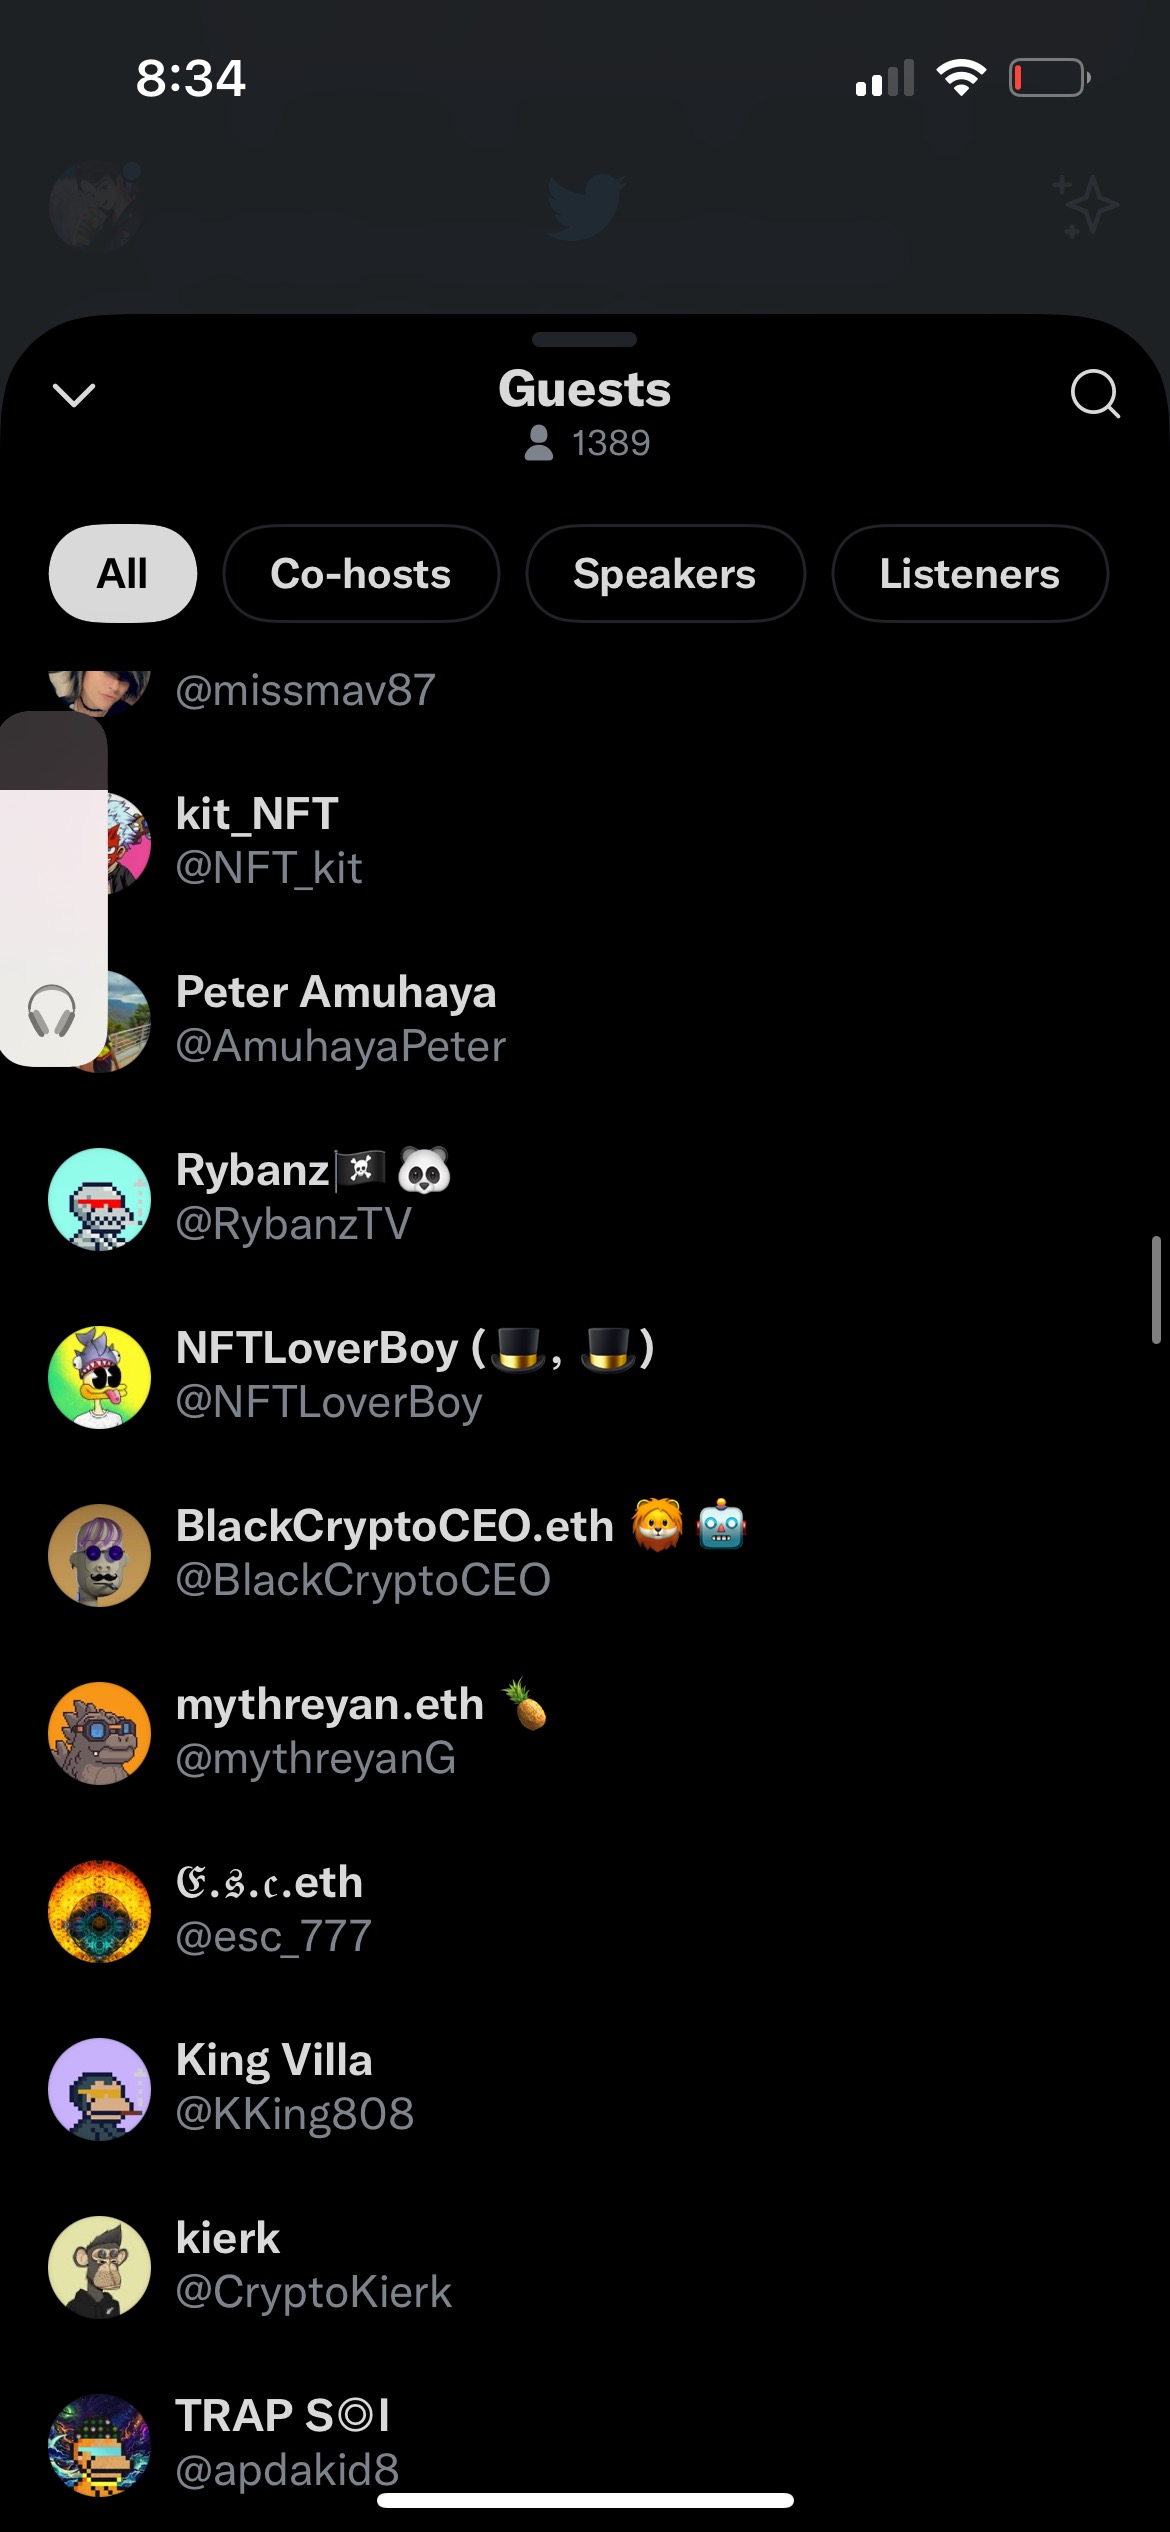 8:34
Guests
1389
All
Co-hosts
Speakers
Listeners
@missmav87
kit_NFT
@NFT_kit
Peter Amuhaya
@AmuhayaPeter
Rybanz🏴‍☠️🐼
@RybanzTV
NFTLoverBoy (🎩, 🎩)
@NFTLoverBoy
BlackCryptoCEO.eth 🦁🤖
@BlackCryptoCEO
mythreyan.eth 🍍
@mythreyanG
𝕰.𝖘.𝖈.eth
@esc_777
King Villa
@KKing808
kierk
@CryptoKierk
TRAP S◎l
@apdakid8